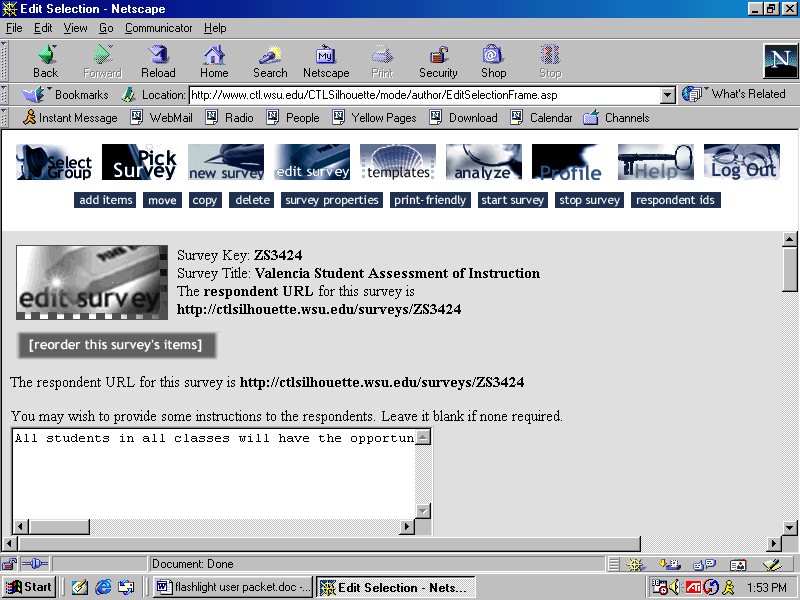 Edit Selection - Netscape
File Edit View Go Communicator Help
Back Forward Reload Home Search Netscape Print Security Shop Stop
My
N
Bookmarks Location: http://www.ctl.wsu.edu/CTLSilhouette/mode/author/EditSelectionFrame.asp What's Related
Instant Message WebMail Radio People Yellow Pages Download Calendar Channels
Select Group Pick Survey new survey edit survey templates analyze Profile Help Log Out
add items move copy delete survey properties print-friendly start survey stop survey respondent ids
edit survey
Survey Key: ZS3424
Survey Title: Valencia Student Assessment of Instruction
The respondent URL for this survey is
http://ctlsilhouette.wsu.edu/surveys/ZS3424
[reorder this survey's items]
The respondent URL for this survey is http://ctlsilhouette.wsu.edu/surveys/ZS3424
You may wish to provide some instructions to the respondents. Leave it blank if none required.
All students in all classes will have the opportun
Document: Done
Start flashlight user packet.doc -... Edit Selection - Nets... 1:53 PM